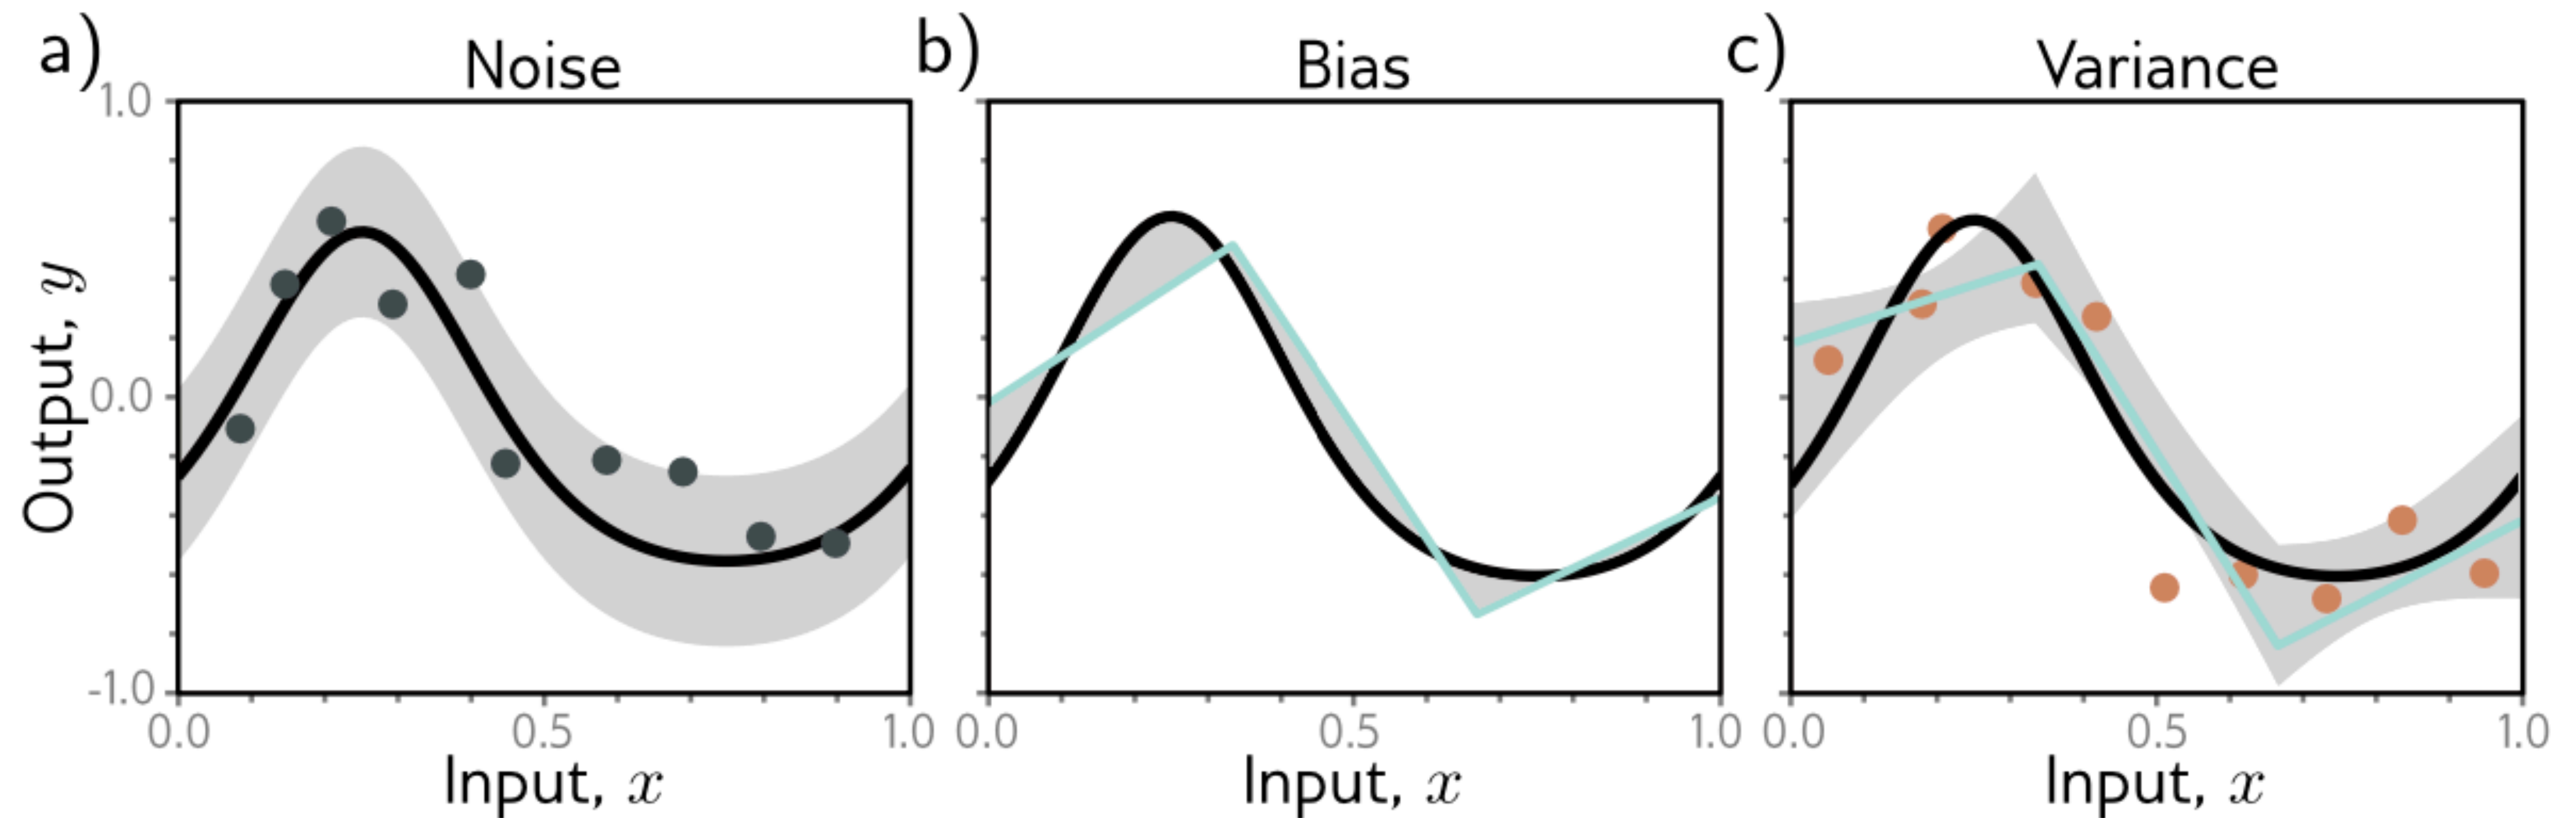 a) Noise
b) Bias
c) Variance
1.0
0.0
-1.0
Output, y
0.0 0.5 1.0
0.0 0.5 1.0
0.0 0.5 1.0
Input, x
Input, x
Input, x